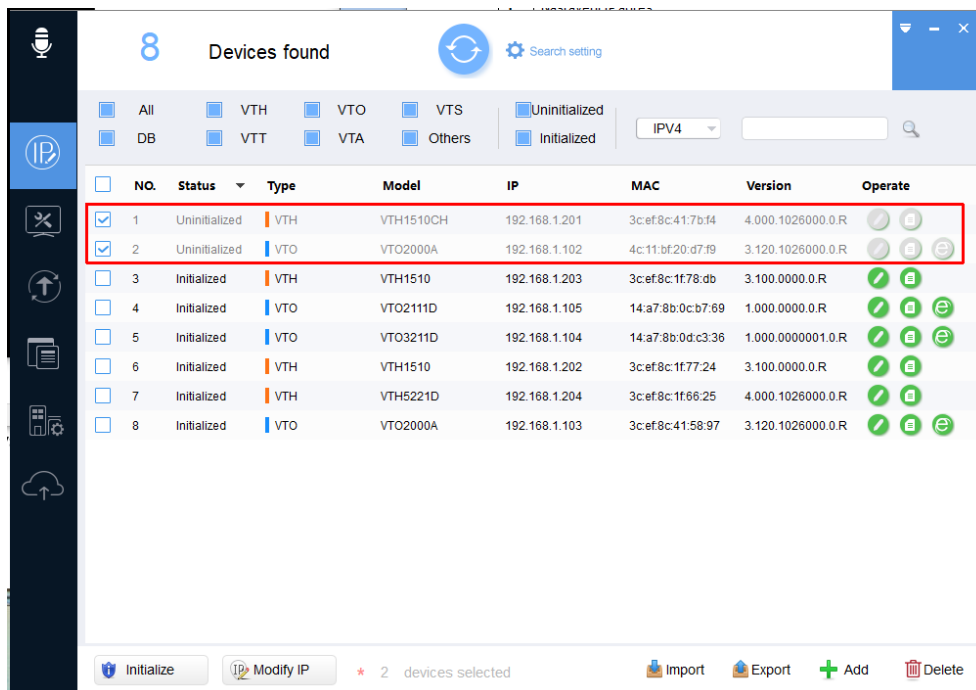 8 Devices found Search setting
All VTH VTO VTS Uninitialized
DB VTT VTA Others Initialized
IPV4
NO. Status Type Model IP MAC Version Operate
1 Uninitialized VTH VTH1510CH 192.168.1.201 3c:ef:8c:41:7b:f4 4.000.1026000.0.R
2 Uninitialized VTO VTO2000A 192.168.1.102 4c:11:bf:20:d7:f9 3.120.1026000.0.R
3 Initialized VTH VTH1510 192.168.1.203 3c:ef:8c:1f:78:db 3.100.0000.0.R
4 Initialized VTO VTO2111D 192.168.1.105 14:a7:8b:0c:b7:69 1.000.0000.0.R
5 Initialized VTO VTO3211D 192.168.1.104 14:a7:8b:0d:c3:36 1.000.0000001.0.R
6 Initialized VTH VTH1510 192.168.1.202 3c:ef:8c:1f:77:24 3.100.0000.0.R
7 Initialized VTH VTH5221D 192.168.1.204 3c:ef:8c:1f:66:25 4.000.1026000.0.R
8 Initialized VTO VTO2000A 192.168.1.103 3c:ef:8c:41:58:97 3.120.1026000.0.R
Initialize Modify IP * 2 devices selected Import Export Add Delete